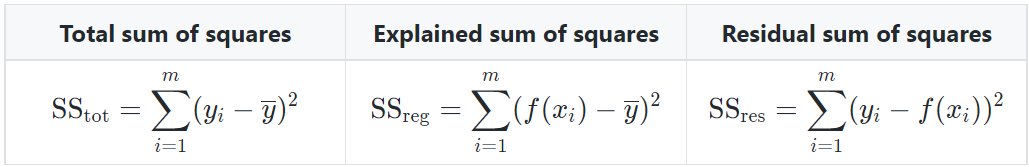 Total sum of squares Explained sum of squares Residual sum of squares
SS_tot = ∑_{i=1}^{m} (y_i − ȳ)² SS_reg = ∑_{i=1}^{m} (f(x_i) − ȳ)² SS_res = ∑_{i=1}^{m} (y_i − f(x_i))²